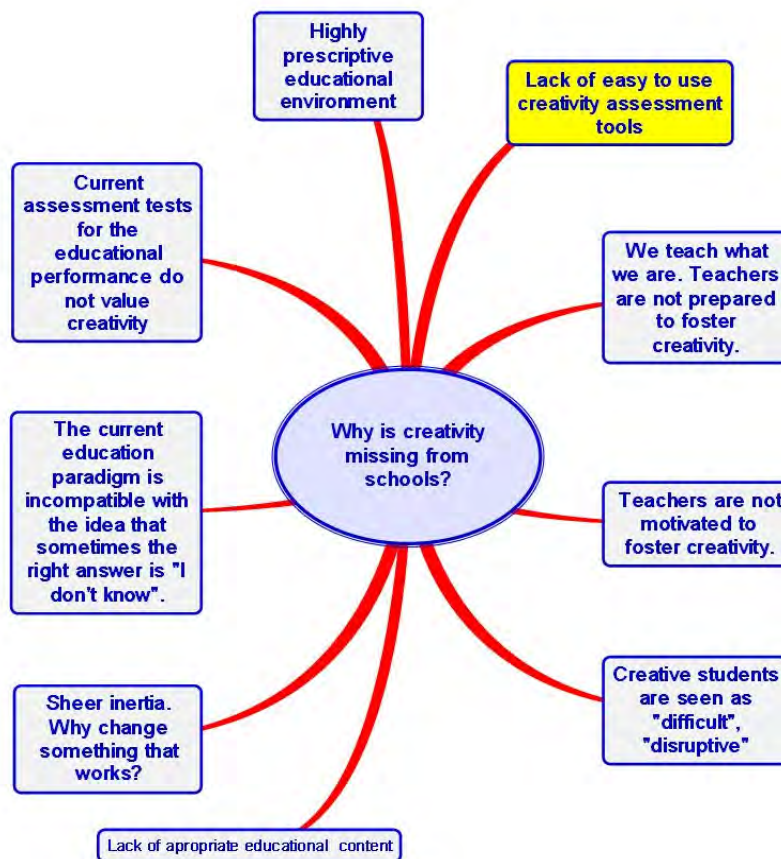 Highly
prescriptive
educational
environment
Lack of easy to use
creativity assessment
tools
Current
assessment tests
for the
educational
performance do
not value
creativity
We teach what
we are. Teachers
are not prepared
to foster
creativity.
Why is creativity
missing from
schools?
The current
education
paradigm is
incompatible with
the idea that
sometimes the
right answer is "I
don't know".
Teachers are not
motivated to
foster creativity.
Sheer inertia.
Why change
something that
works?
Creative students
are seen as
"difficult",
"disruptive"
Lack of apropriate educational content